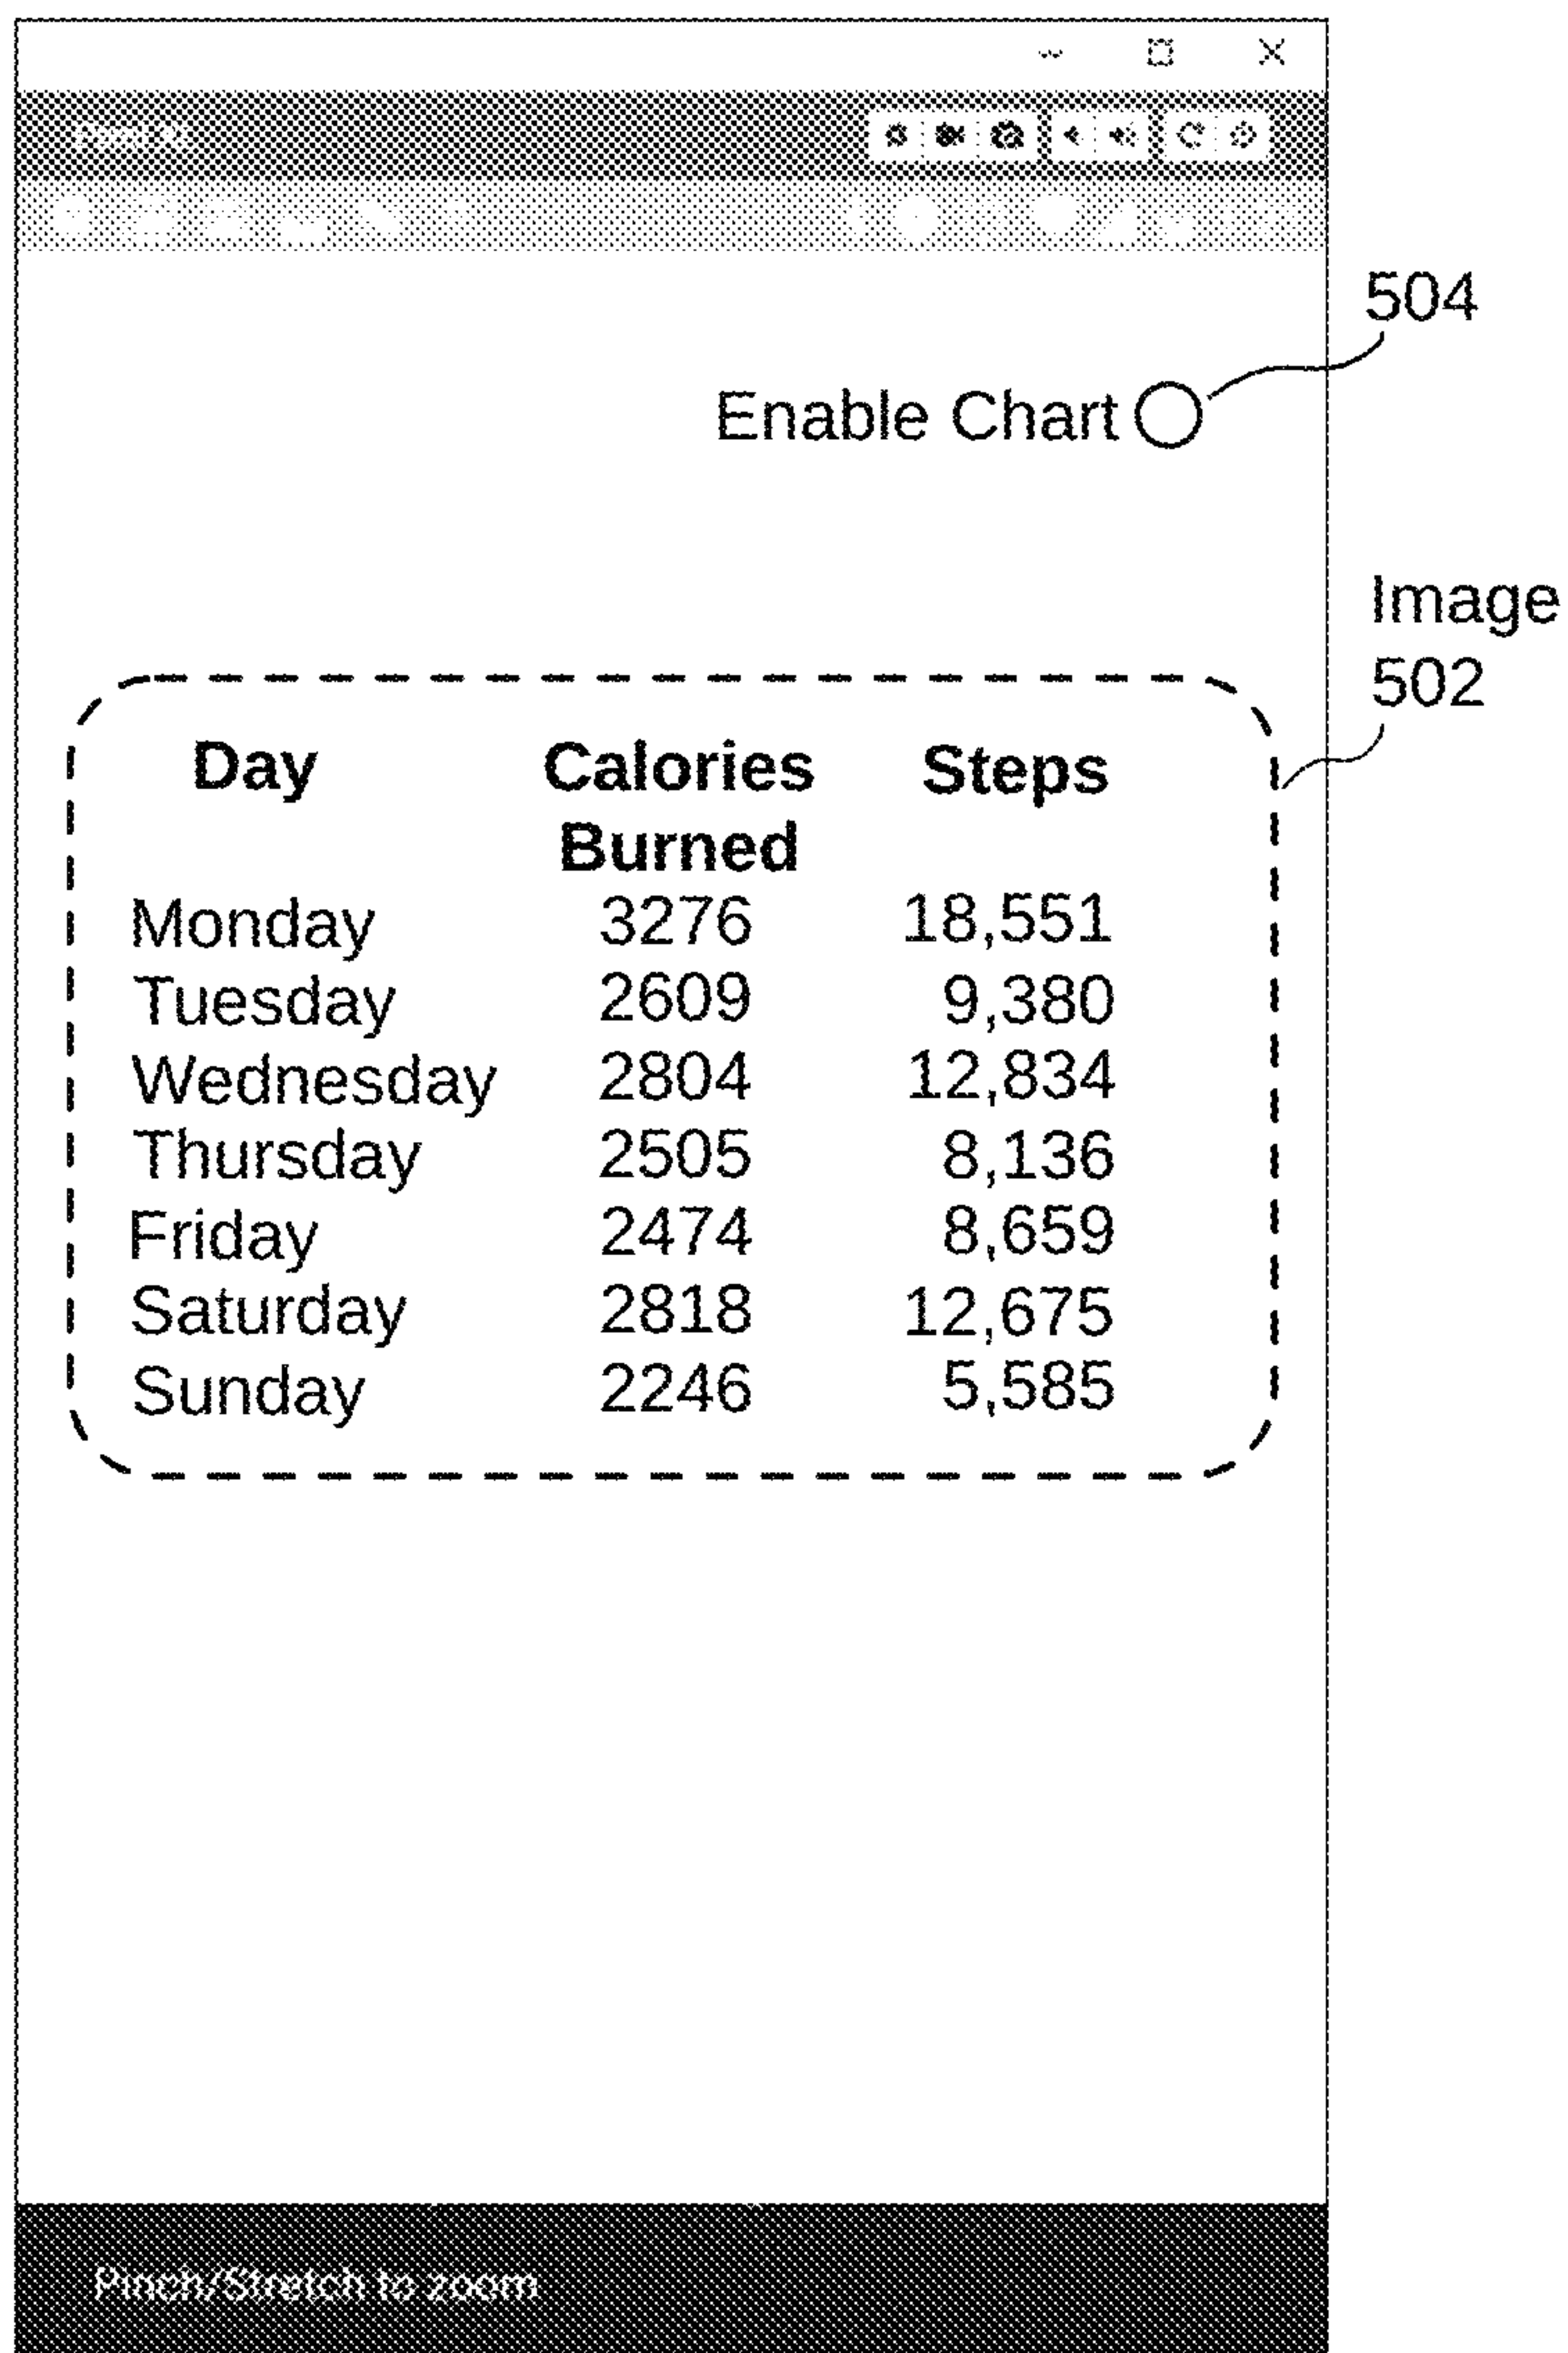 504
Enable Chart
Image
502
Day Calories Steps
Burned
Monday 3276 18,551
Tuesday 2609 9,380
Wednesday 2804 12,834
Thursday 2505 8,136
Friday 2474 8,659
Saturday 2818 12,675
Sunday 2246 5,585
Pinch/Stretch to zoom